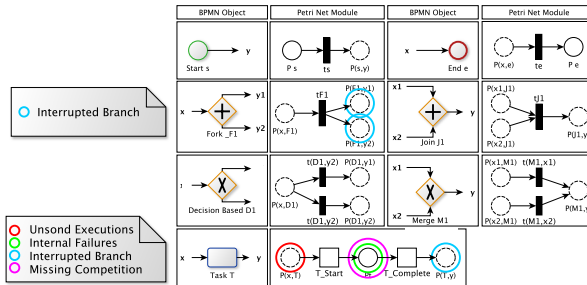 BPMN Object Petri Net Module BPMN Object Petri Net Module
y
Start s
P s ts P(s,y)
x
End e
P(x,e) te P e
Interrupted Branch
x y1
y2
Fork _F1
tF1 P(F1,y1)
P(x,F1)
P(F1,y2)
x1
x2 y
Join J1
P(x1,J1) tJ1
P(x2,J1) P(J1,y
Decision Based D1
t(D1,y2) P(D1,y1)
P(x,D1)
t(D1,y2) P(D1,y2)
x1
x2 y
Merge M1
P(x1,M1) t(M1,x1)
P(M1,
P(x2,M1) t(M1,x2)
Unsond Executions
Internal Failures
Interrupted Branch
Missing Competition
x y
Task T
T_Start T_Complete
P(x,T) P(T,y)